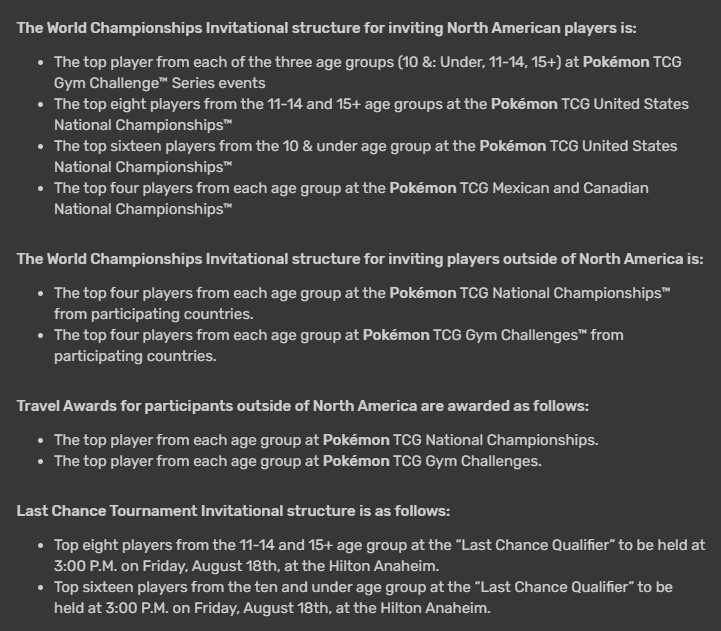 The World Championships Invitational structure for inviting North American players is:
• The top player from each of the three age groups (10 &: Under, 11-14, 15+) at Pokémon TCG
Gym Challenge™ Series events
• The top eight players from the 11-14 and 15+ age groups at the Pokémon TCG United States
National Championships™
• The top sixteen players from the 10 & under age group at the Pokémon TCG United States
National Championships™
• The top four players from each age group at the Pokémon TCG Mexican and Canadian
National Championships™
The World Championships Invitational structure for inviting players outside of North America is:
• The top four players from each age group at the Pokémon TCG National Championships™
from participating countries.
• The top four players from each age group at Pokémon TCG Gym Challenges™ from
participating countries.
Travel Awards for participants outside of North America are awarded as follows:
• The top player from each age group at Pokémon TCG National Championships.
• The top player from each age group at Pokémon TCG Gym Challenges.
Last Chance Tournament Invitational structure is as follows:
• Top eight players from the 11-14 and 15+ age group at the “Last Chance Qualifier” to be held at
3:00 P.M. on Friday, August 18th, at the Hilton Anaheim.
• Top sixteen players from the ten and under age group at the “Last Chance Qualifier” to be
held at 3:00 P.M. on Friday, August 18th, at the Hilton Anaheim.